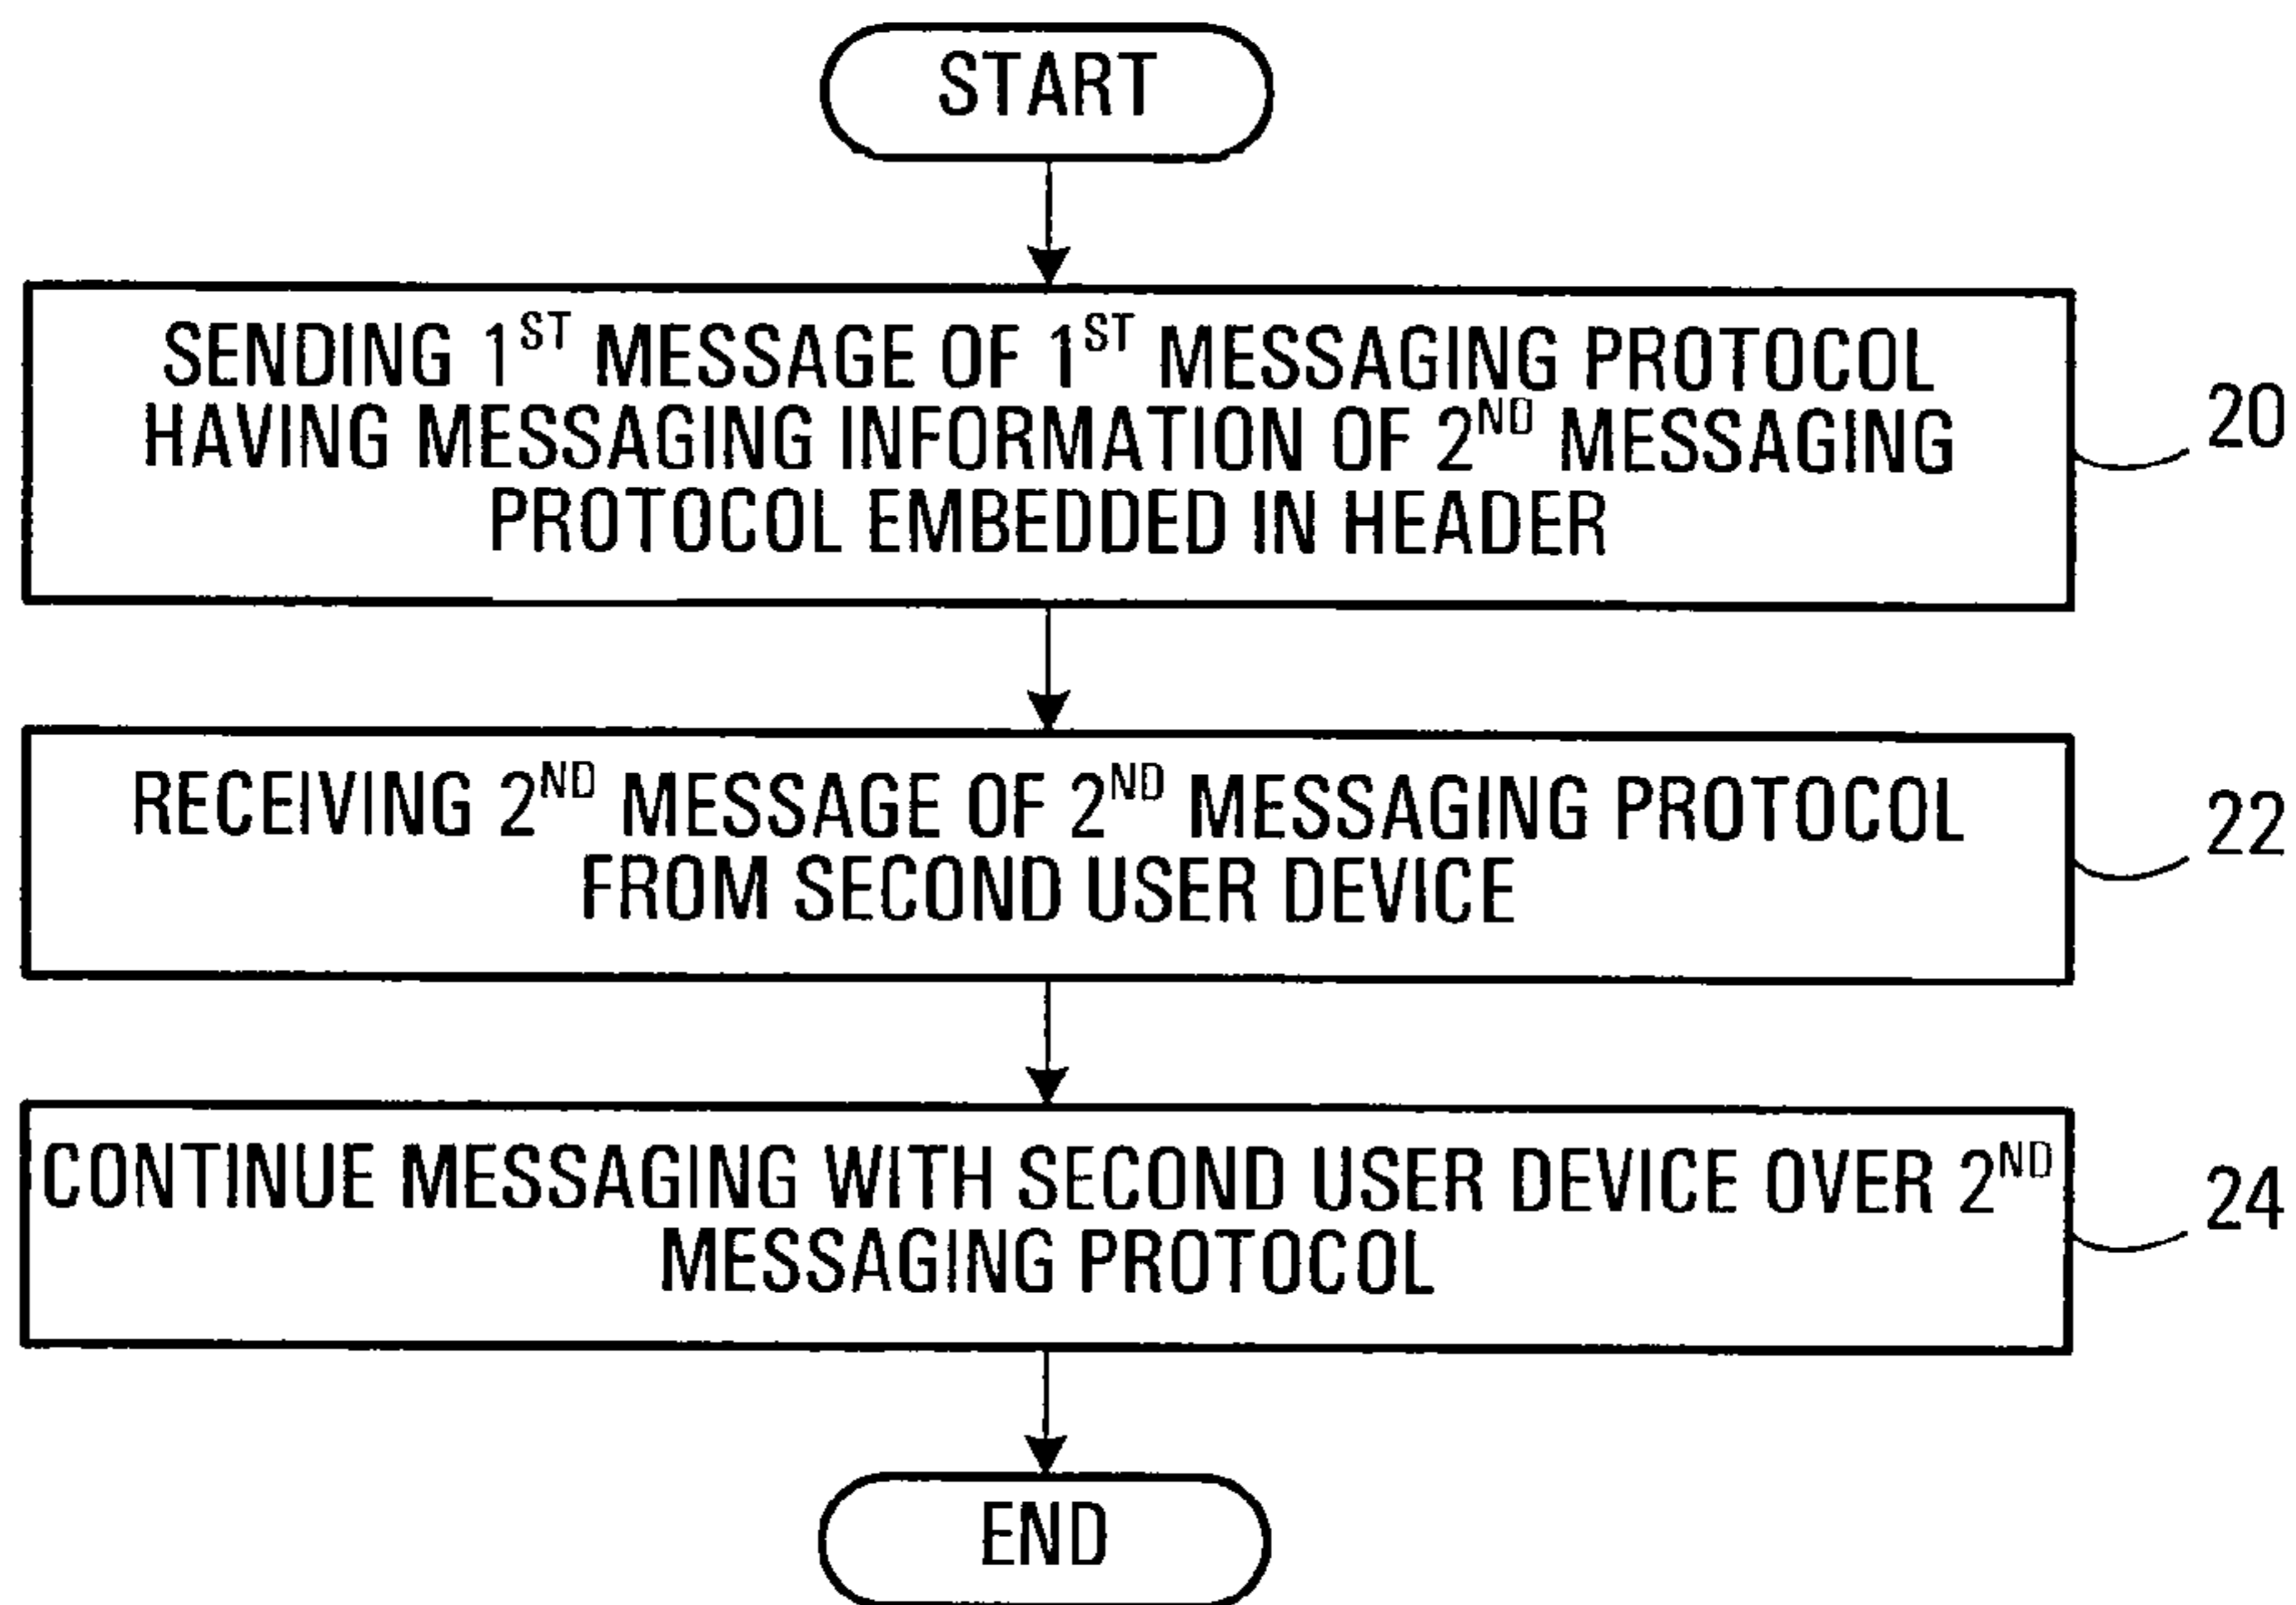 START
SENDING 1ST MESSAGE OF 1ST MESSAGING PROTOCOL
HAVING MESSAGING INFORMATION OF 2ND MESSAGING
PROTOCOL EMBEDDED IN HEADER
20
RECEIVING 2ND MESSAGE OF 2ND MESSAGING PROTOCOL
FROM SECOND USER DEVICE
22
CONTINUE MESSAGING WITH SECOND USER DEVICE OVER 2ND
MESSAGING PROTOCOL
24
END